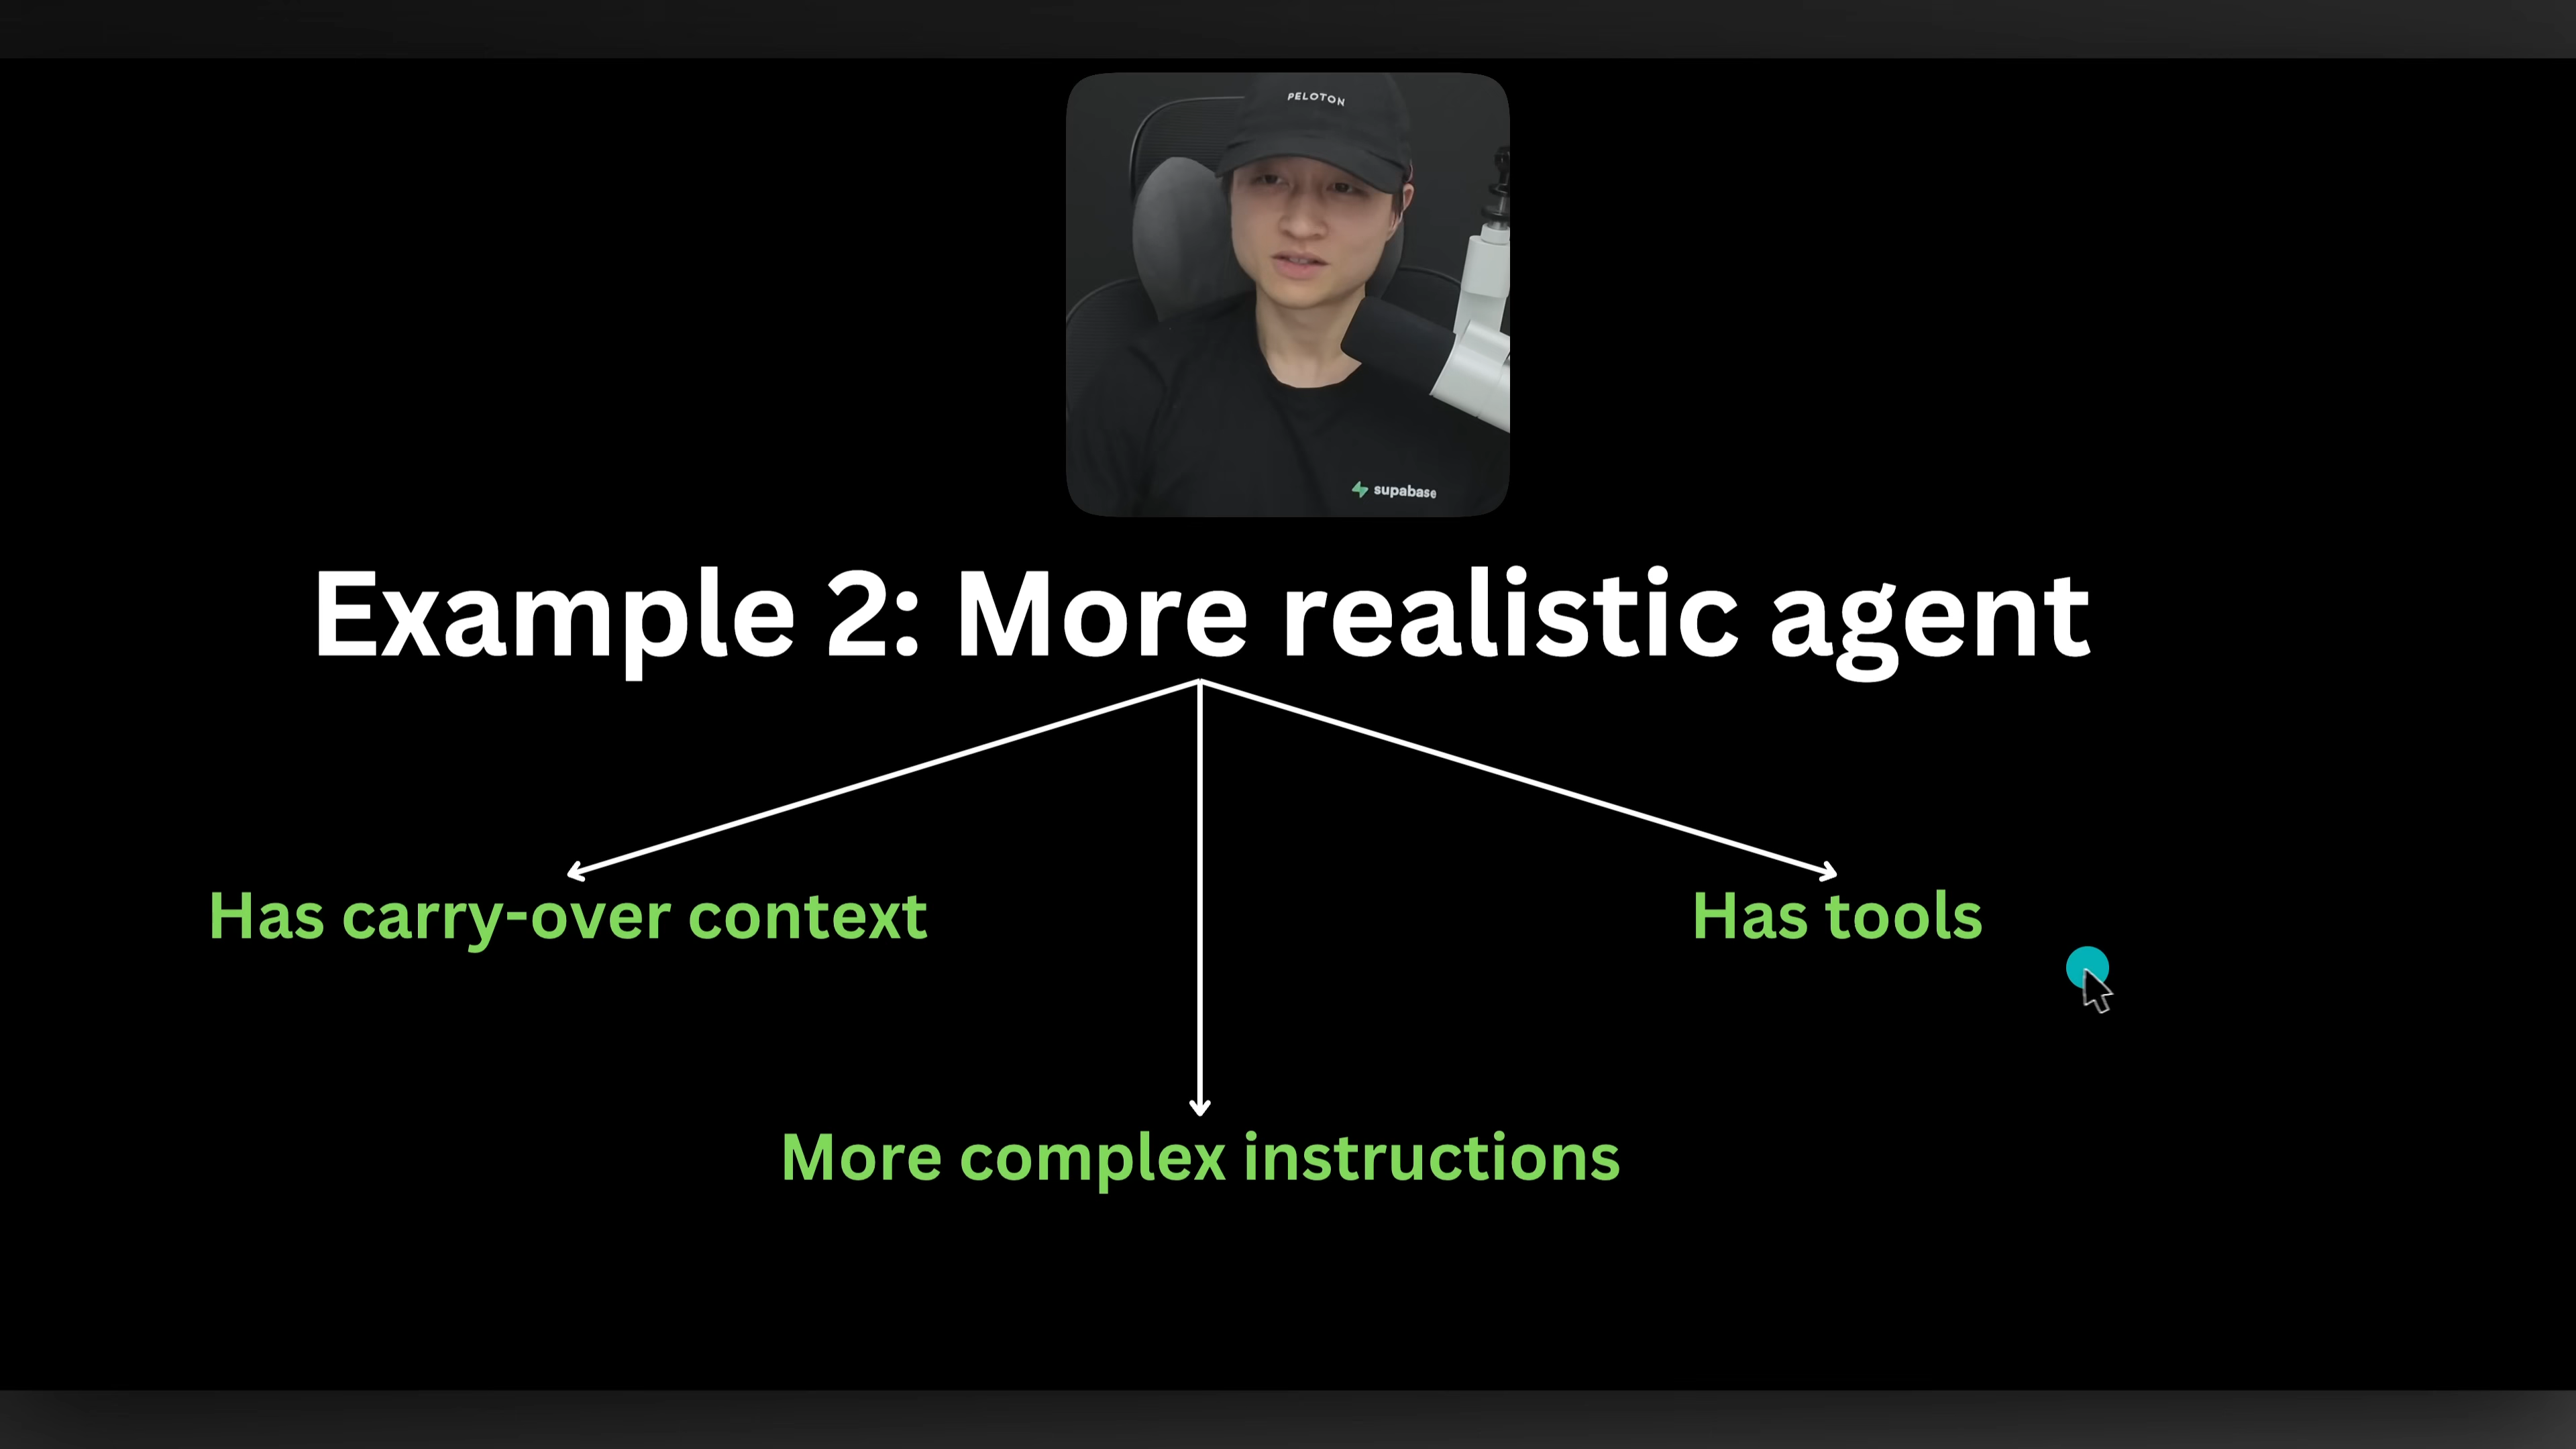 PELOTON
supabase
Example 2: More realistic agent
Has carry-over context
Has tools
More complex instructions